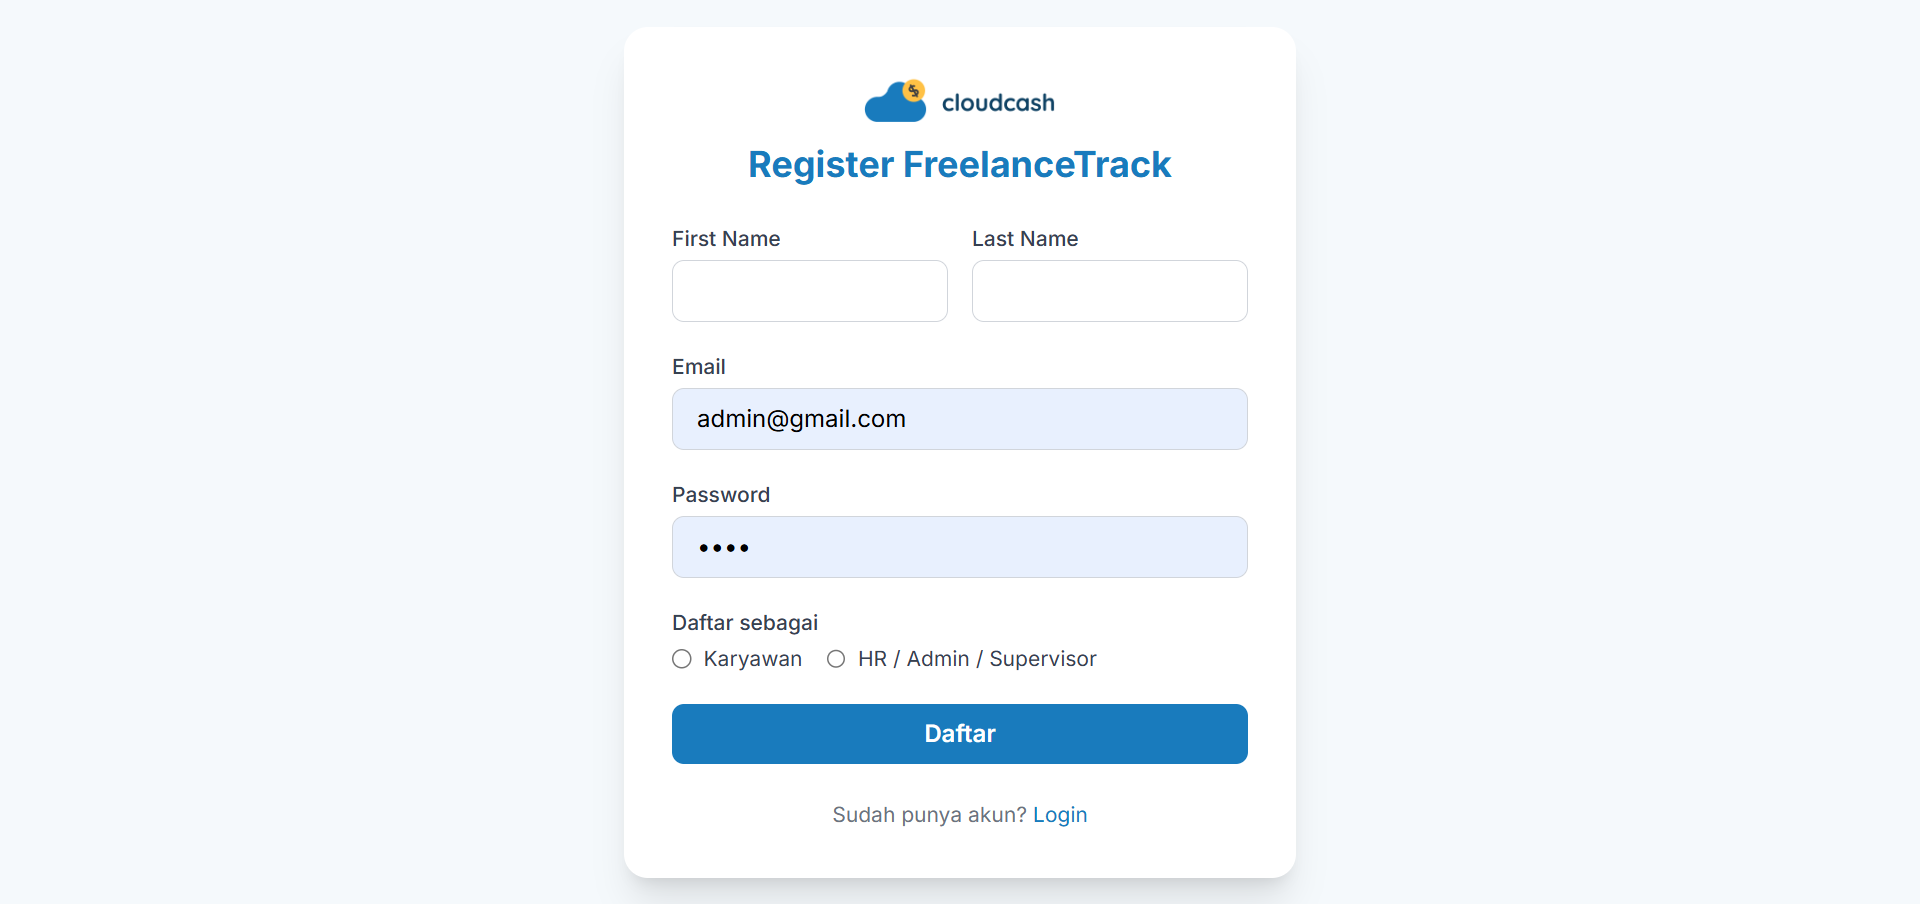 cloudcash
Register FreelanceTrack
First Name
Last Name
Email
admin@gmail.com
Password
••••
Daftar sebagai
Karyawan
HR / Admin / Supervisor
Daftar
Sudah punya akun? Login